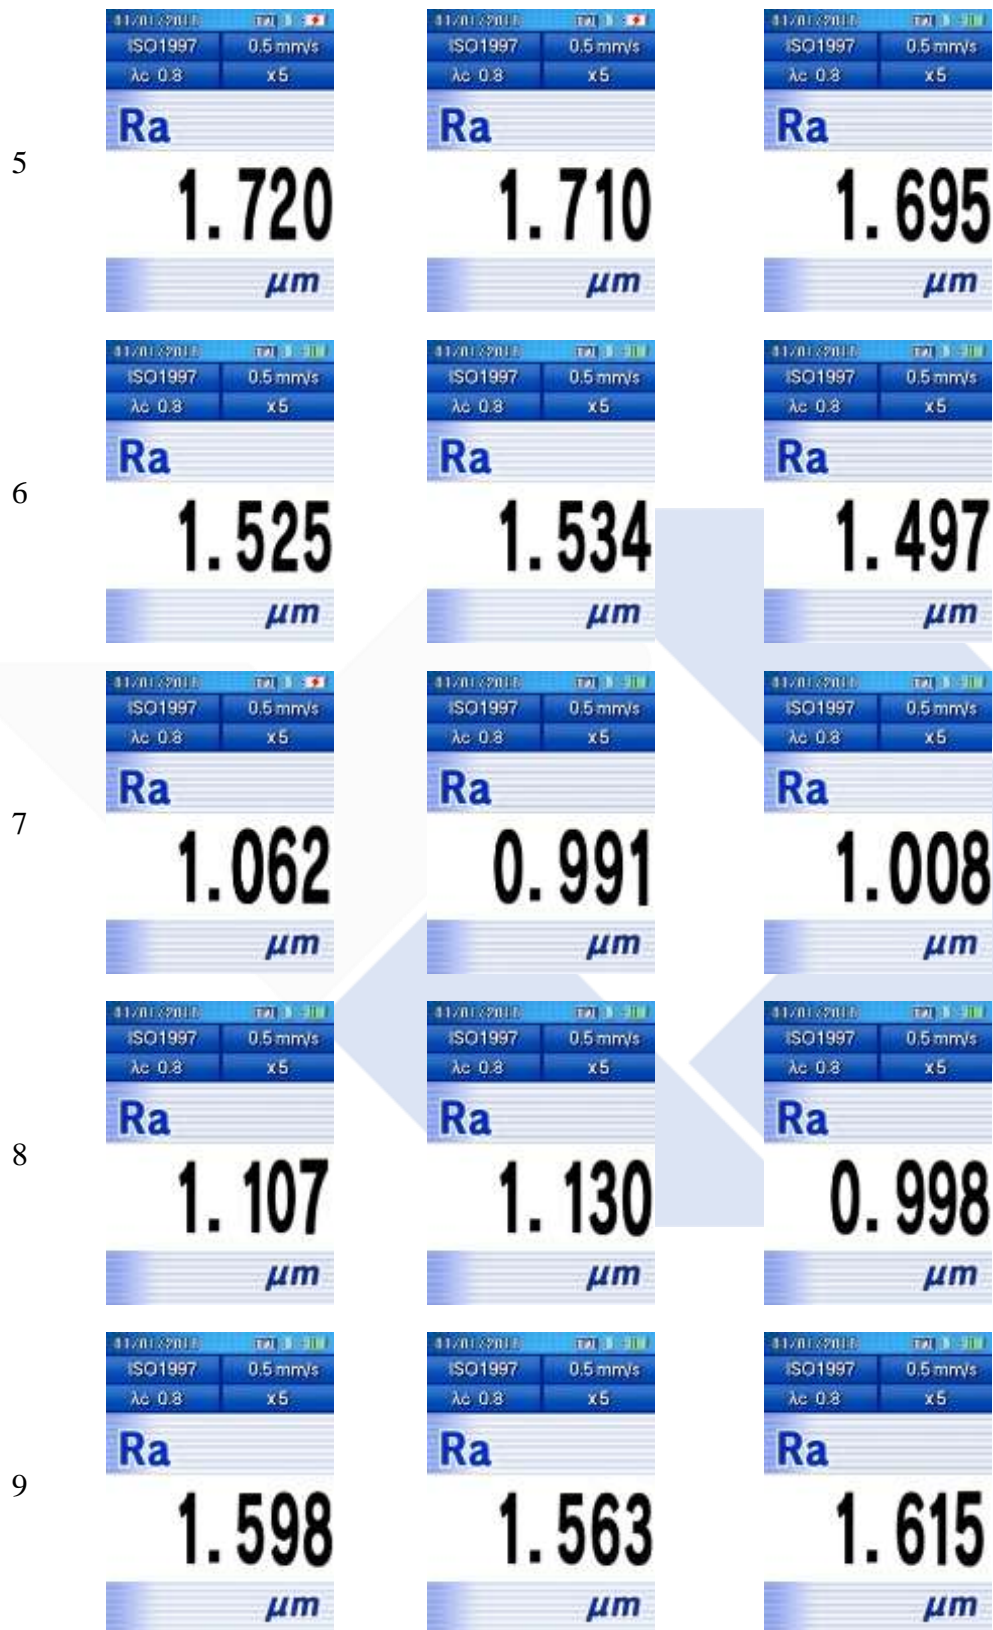 ISO1997 0.5 mm/s ISO1997 0.5 mm/s ISO1997 0.5 mm/s
λc 0.8 x5 λc 0.8 x5 λc 0.8 x5
Ra Ra Ra
5 1.720 1.710 1.695
µm µm µm
ISO1997 0.5 mm/s ISO1997 0.5 mm/s ISO1997 0.5 mm/s
λc 0.8 x5 λc 0.8 x5 λc 0.8 x5
Ra Ra Ra
6 1.525 1.534 1.497
µm µm µm
ISO1997 0.5 mm/s ISO1997 0.5 mm/s ISO1997 0.5 mm/s
λc 0.8 x5 λc 0.8 x5 λc 0.8 x5
Ra Ra Ra
7 1.062 0.991 1.008
µm µm µm
ISO1997 0.5 mm/s ISO1997 0.5 mm/s ISO1997 0.5 mm/s
λc 0.8 x5 λc 0.8 x5 λc 0.8 x5
Ra Ra Ra
8 1.107 1.130 0.998
µm µm µm
ISO1997 0.5 mm/s ISO1997 0.5 mm/s ISO1997 0.5 mm/s
λc 0.8 x5 λc 0.8 x5 λc 0.8 x5
Ra Ra Ra
9 1.598 1.563 1.615
µm µm µm